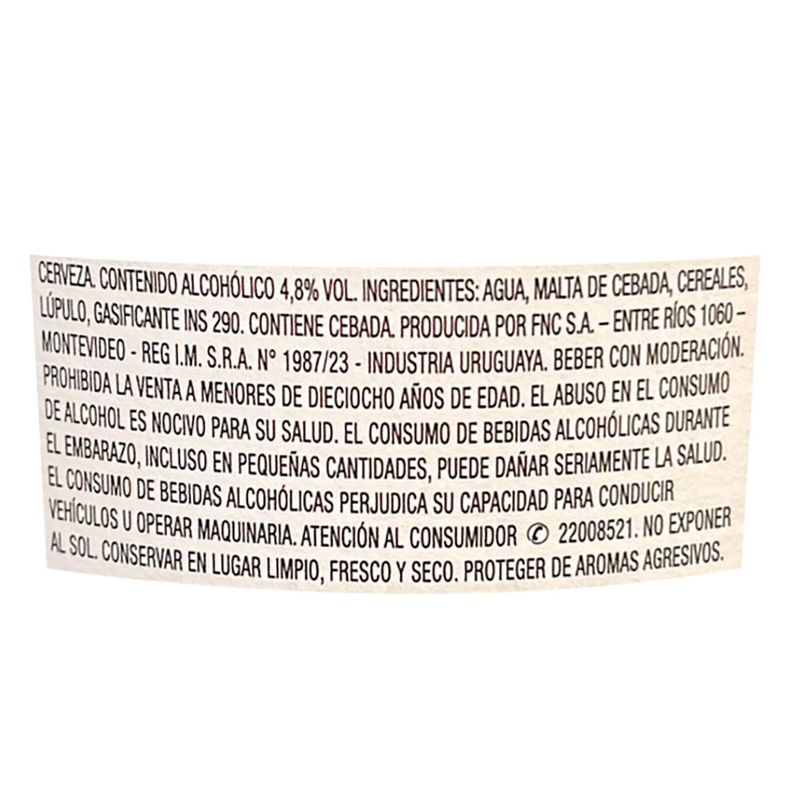 CERVEZA. CONTENIDO ALCOHÓLICO 4,8% VOL. INGREDIENTES: AGUA, MALTA DE CEBADA, CEREALES,
LÚPULO, GASIFICANTE INS 290. CONTIENE CEBADA. PRODUCIDA POR FNC S.A. – ENTRE RÍOS 1060 –
MONTEVIDEO - REG I.M. S.R.A. N° 1987/23 - INDUSTRIA URUGUAYA. BEBER CON MODERACIÓN.
PROHIBIDA LA VENTA A MENORES DE DIECIOCHO AÑOS DE EDAD. EL ABUSO EN EL CONSUMO
DE ALCOHOL ES NOCIVO PARA SU SALUD. EL CONSUMO DE BEBIDAS ALCOHÓLICAS DURANTE
EL EMBARAZO, INCLUSO EN PEQUEÑAS CANTIDADES, PUEDE DAÑAR SERIAMENTE LA SALUD.
EL CONSUMO DE BEBIDAS ALCOHÓLICAS PERJUDICA SU CAPACIDAD PARA CONDUCIR
VEHÍCULOS U OPERAR MAQUINARIA. ATENCIÓN AL CONSUMIDOR ✆ 22008521. NO EXPONER
AL SOL. CONSERVAR EN LUGAR LIMPIO, FRESCO Y SECO. PROTEGER DE AROMAS AGRESIVOS.